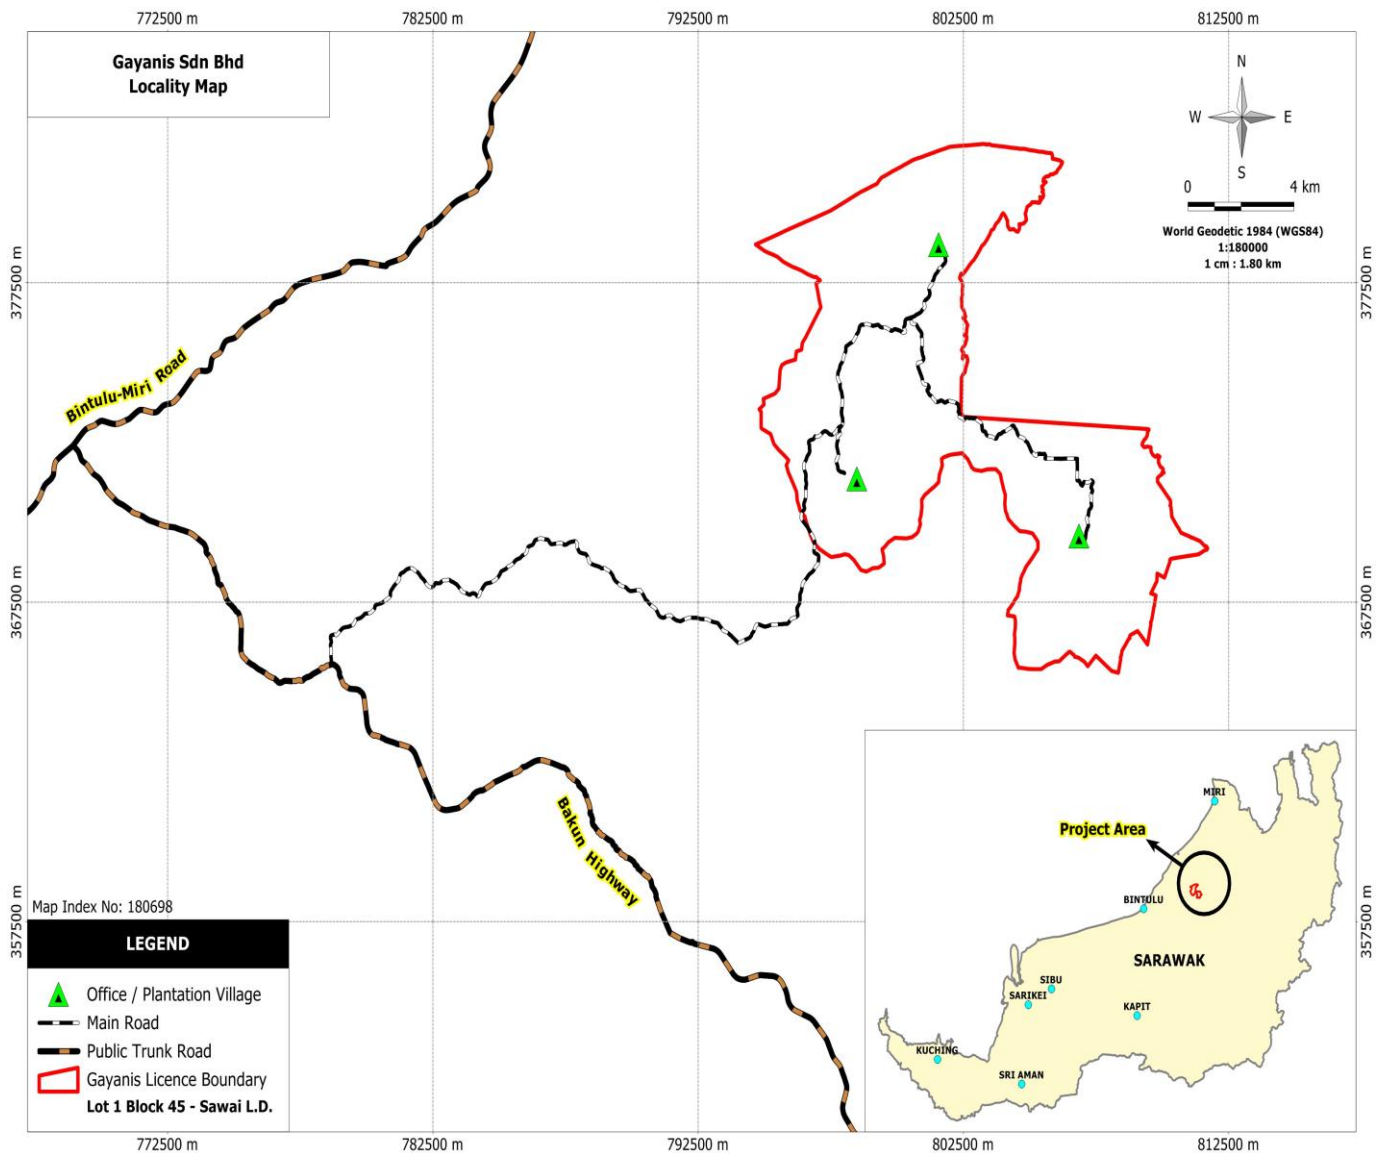 772500 m
782500 m
792500 m
802500 m
812500 m
Gayanis Sdn Bhd
Locality Map
N
W
E
S
0
4 km
World Geodetic 1984 (WGS84)
1:180000
1 cm : 1.80 km
377500 m
377500 m
Bintulu-Miri Road
367500 m
367500 m
Bakun Highway
357500 m
357500 m
MIRI
Project Area
BINTULU
SARAWAK
SIBU
SARIKEI
KAPIT
KUCHING
SRI AMAN
Map Index No: 180698
LEGEND
Office / Plantation Village
Main Road
Public Trunk Road
Gayanis Licence Boundary
Lot 1 Block 45 - Sawai L.D.
772500 m
782500 m
792500 m
802500 m
812500 m